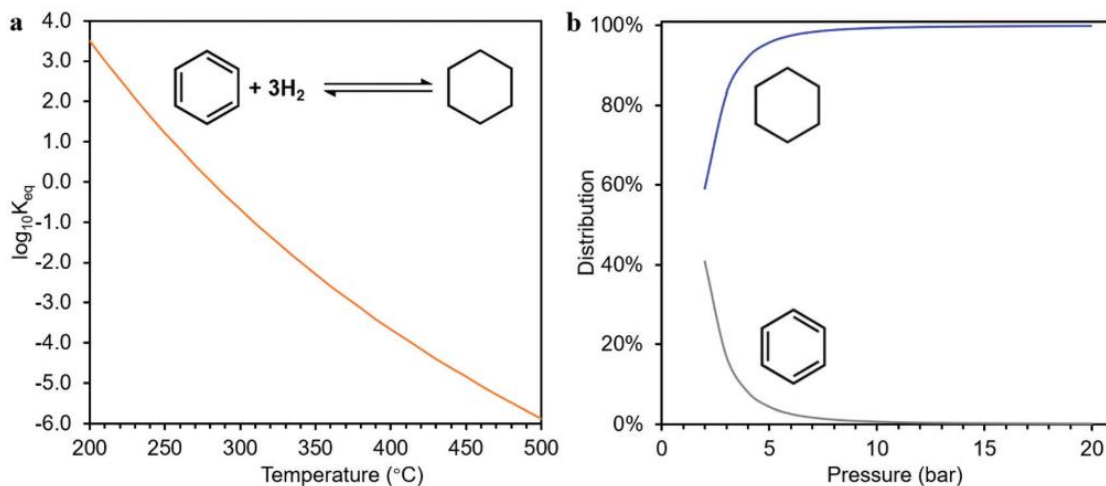 a
4.0
3.0
2.0
1.0
0.0
-1.0
-2.0
-3.0
-4.0
-5.0
-6.0
log₁₀Kₑq
+ 3H₂
200 250 300 350 400 450 500
Temperature (°C)
b
100%
80%
60%
40%
20%
0%
Distribution
0 5 10 15 20
Pressure (bar)